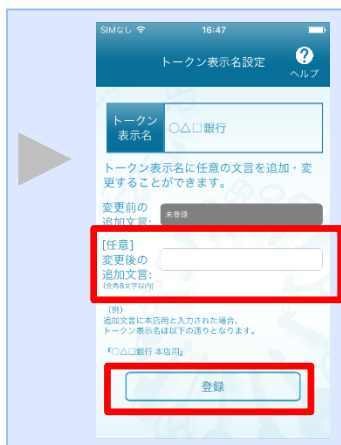 SIMなし 16:47
トークン表示名設定
?
ヘルプ
トークン
表示名
○△□銀行
トークン表示名に任意の文言を追加・変
更することができます。
変更前の
追加文言:
未登録
[任意]
変更後の
追加文言:
(全角8文字以内)
(例)
追加文言に本店用と入力された場合、
トークン表示名は以下の通りとなります。
『○△□銀行 本店用』
登録